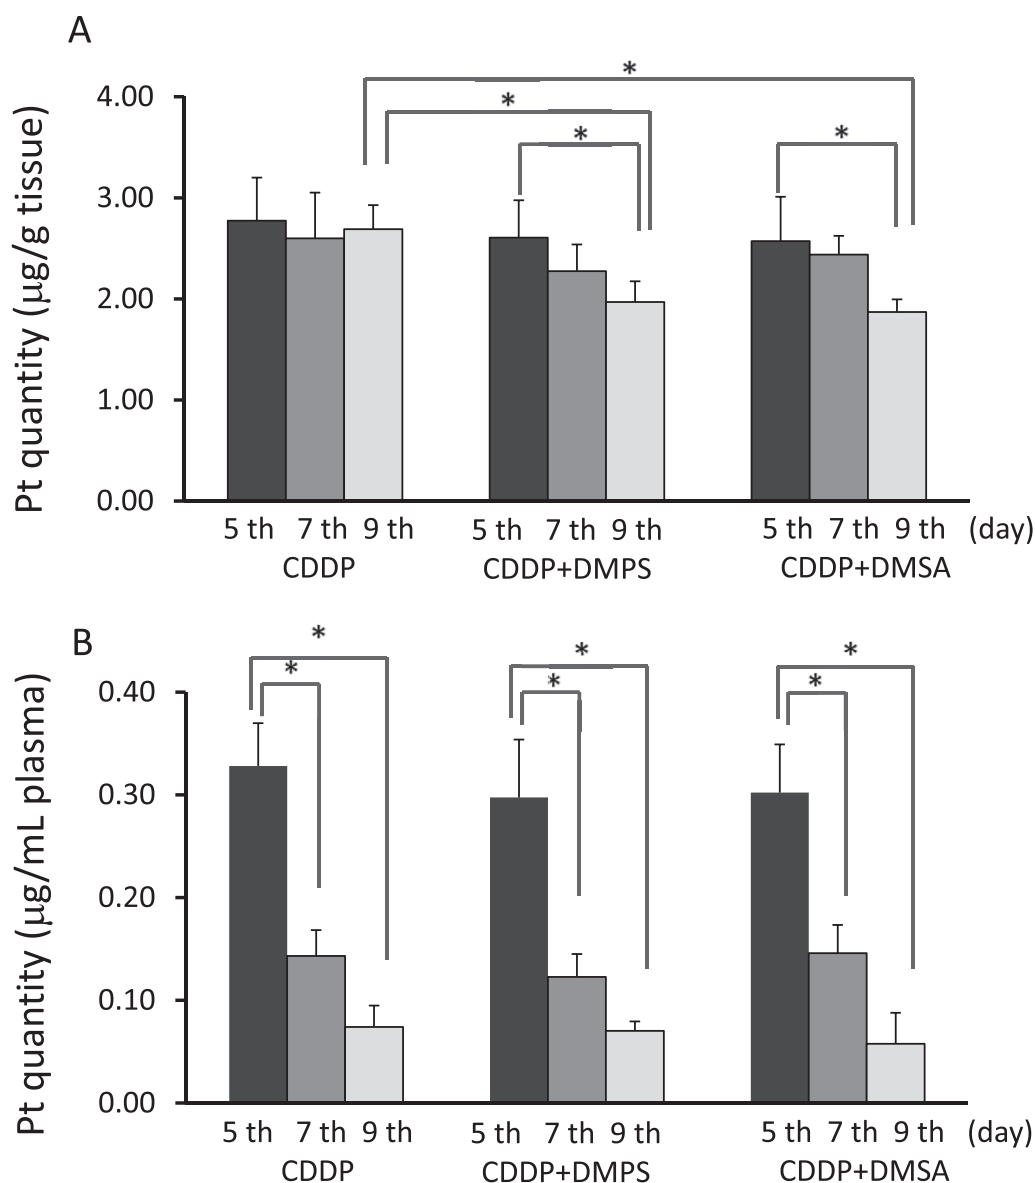 A
*
*
*
*
4.00
3.00
2.00
1.00
0.00
Pt quantity (μg/g tissue)
5 th 7 th 9 th 5 th 7 th 9 th 5 th 7 th 9 th (day)
CDDP CDDP+DMPS CDDP+DMSA
B
*
*
*
*
*
*
0.40
0.30
0.20
0.10
0.00
Pt quantity (μg/mL plasma)
5 th 7 th 9 th 5 th 7 th 9 th 5 th 7 th 9 th (day)
CDDP CDDP+DMPS CDDP+DMSA